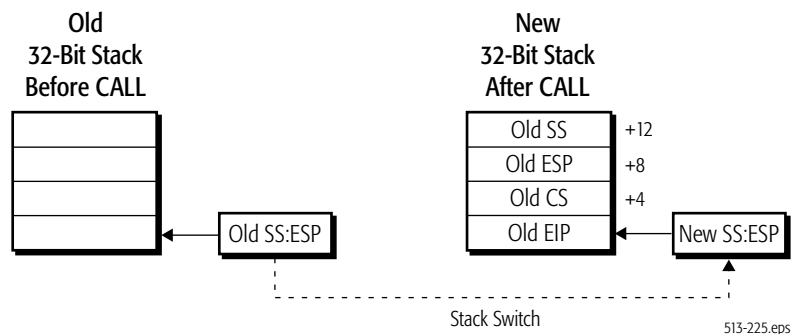 Old
32-Bit Stack
Before CALL
New
32-Bit Stack
After CALL
Old SS +12
Old ESP +8
Old CS +4
Old SS:ESP
Old EIP
New SS:ESP
Stack Switch
513-225.eps